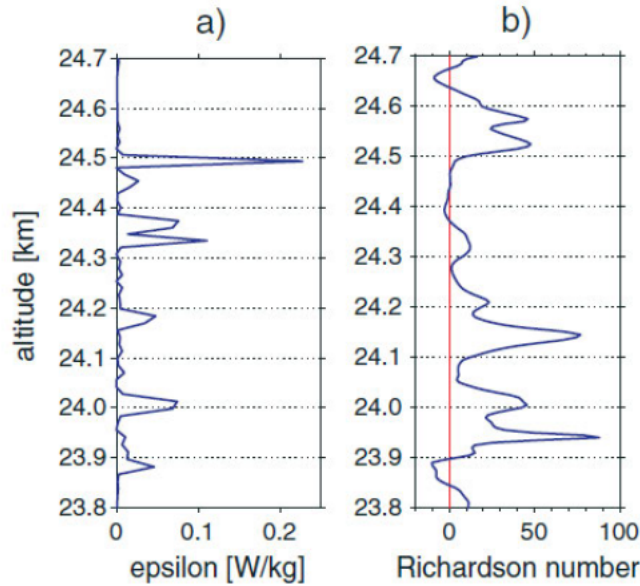 a)
24.7
24.6
24.5
24.4
24.3
24.2
24.1
24.0
23.9
23.8
altitude [km]
0 0.1 0.2
epsilon [W/kg]
b)
24.7
24.6
24.5
24.4
24.3
24.2
24.1
24.0
23.9
23.8
0 50 100
Richardson number